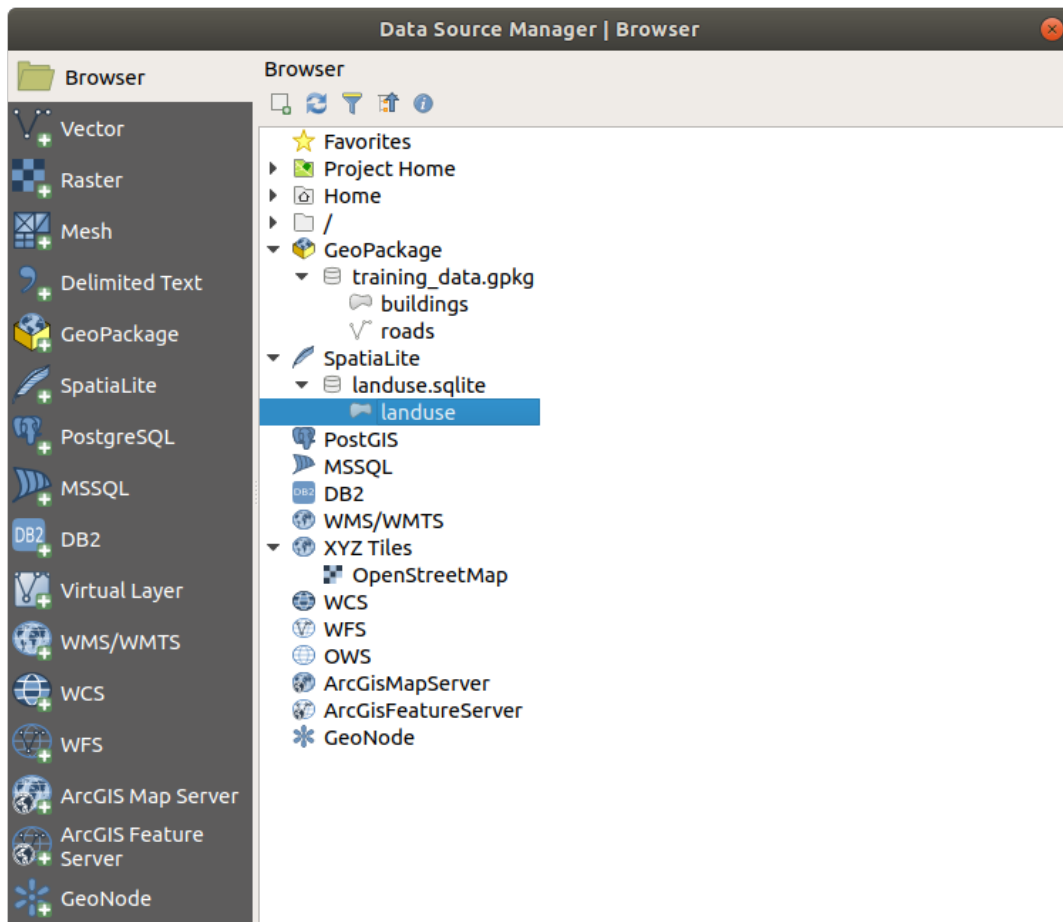 Data Source Manager | Browser
Browser
Vector
Raster
Mesh
Delimited Text
GeoPackage
SpatiaLite
PostgreSQL
MSSQL
DB2
DB2
Virtual Layer
WMS/WMTS
WCS
WFS
ArcGIS Map Server
ArcGIS Feature
Server
GeoNode
Browser
Favorites
Project Home
Home
/
GeoPackage
training_data.gpkg
buildings
roads
SpatiaLite
landuse.sqlite
landuse
PostGIS
MSSQL
DB2 DB2
WMS/WMTS
XYZ Tiles
OpenStreetMap
WCS
WFS
OWS
ArcGisMapServer
ArcGisFeatureServer
GeoNode